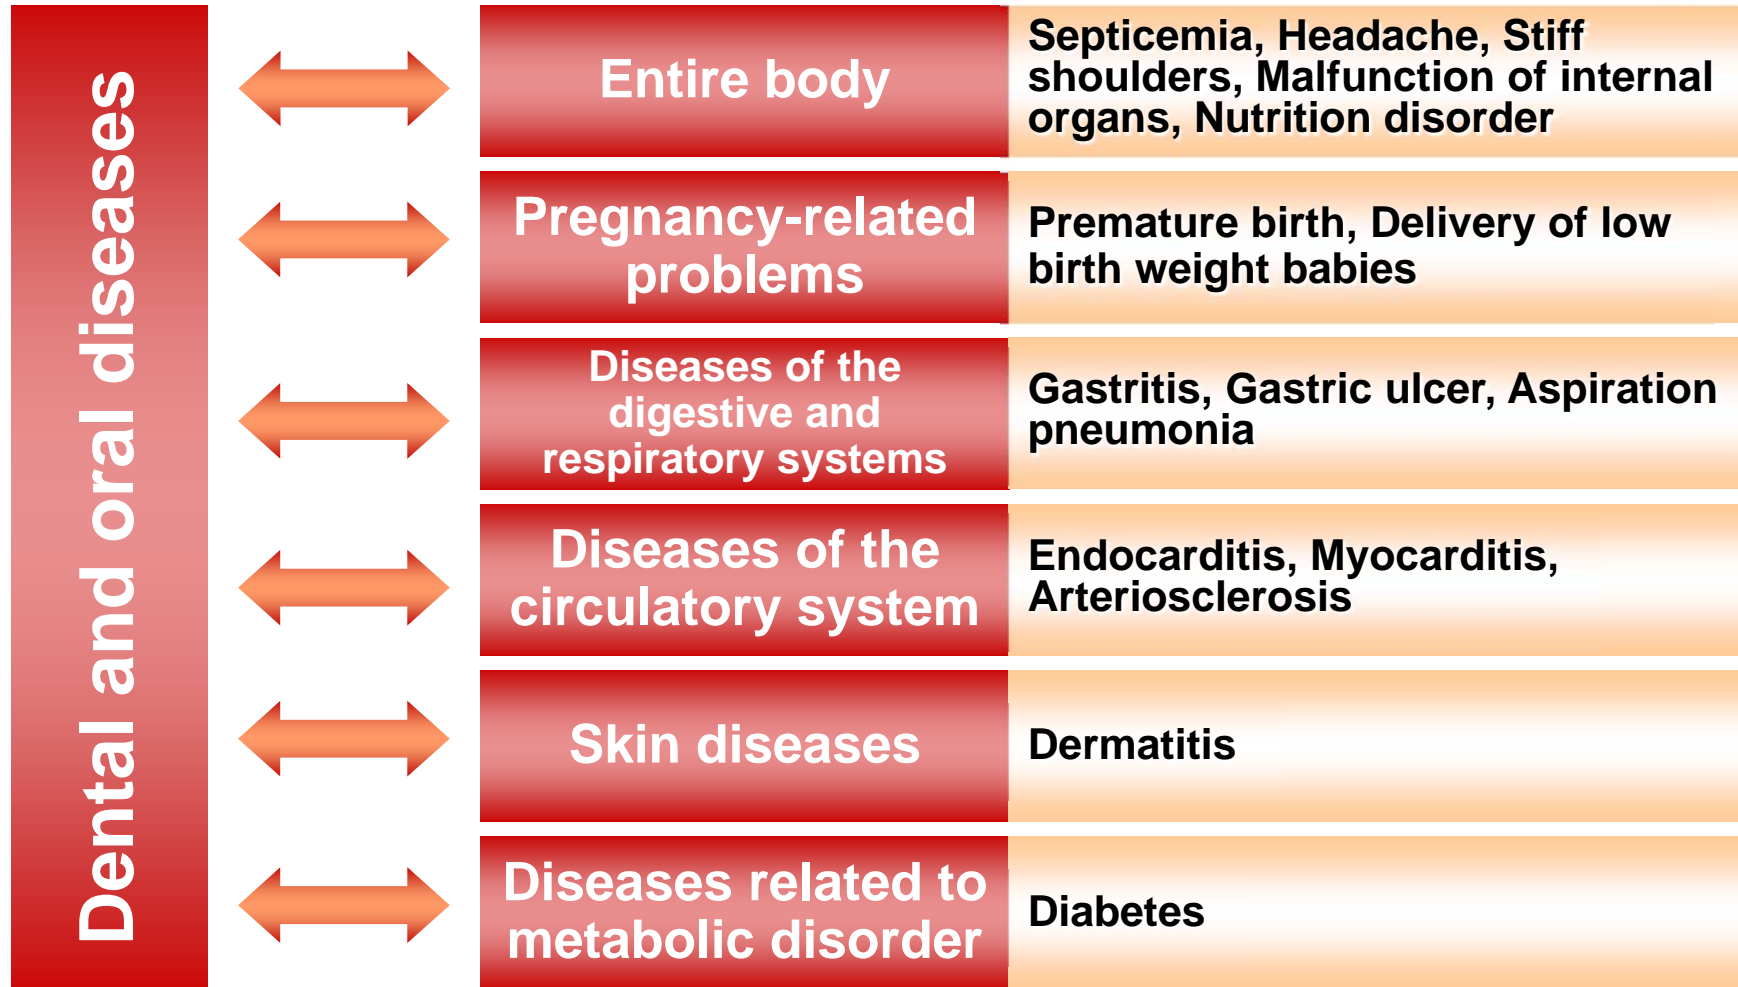 Dental and oral diseases
Entire body
Septicemia, Headache, Stiff
shoulders, Malfunction of internal
organs, Nutrition disorder
Pregnancy-related
problems
Premature birth, Delivery of low
birth weight babies
Diseases of the
digestive and
respiratory systems
Gastritis, Gastric ulcer, Aspiration
pneumonia
Diseases of the
circulatory system
Endocarditis, Myocarditis,
Arteriosclerosis
Skin diseases
Dermatitis
Diseases related to
metabolic disorder
Diabetes